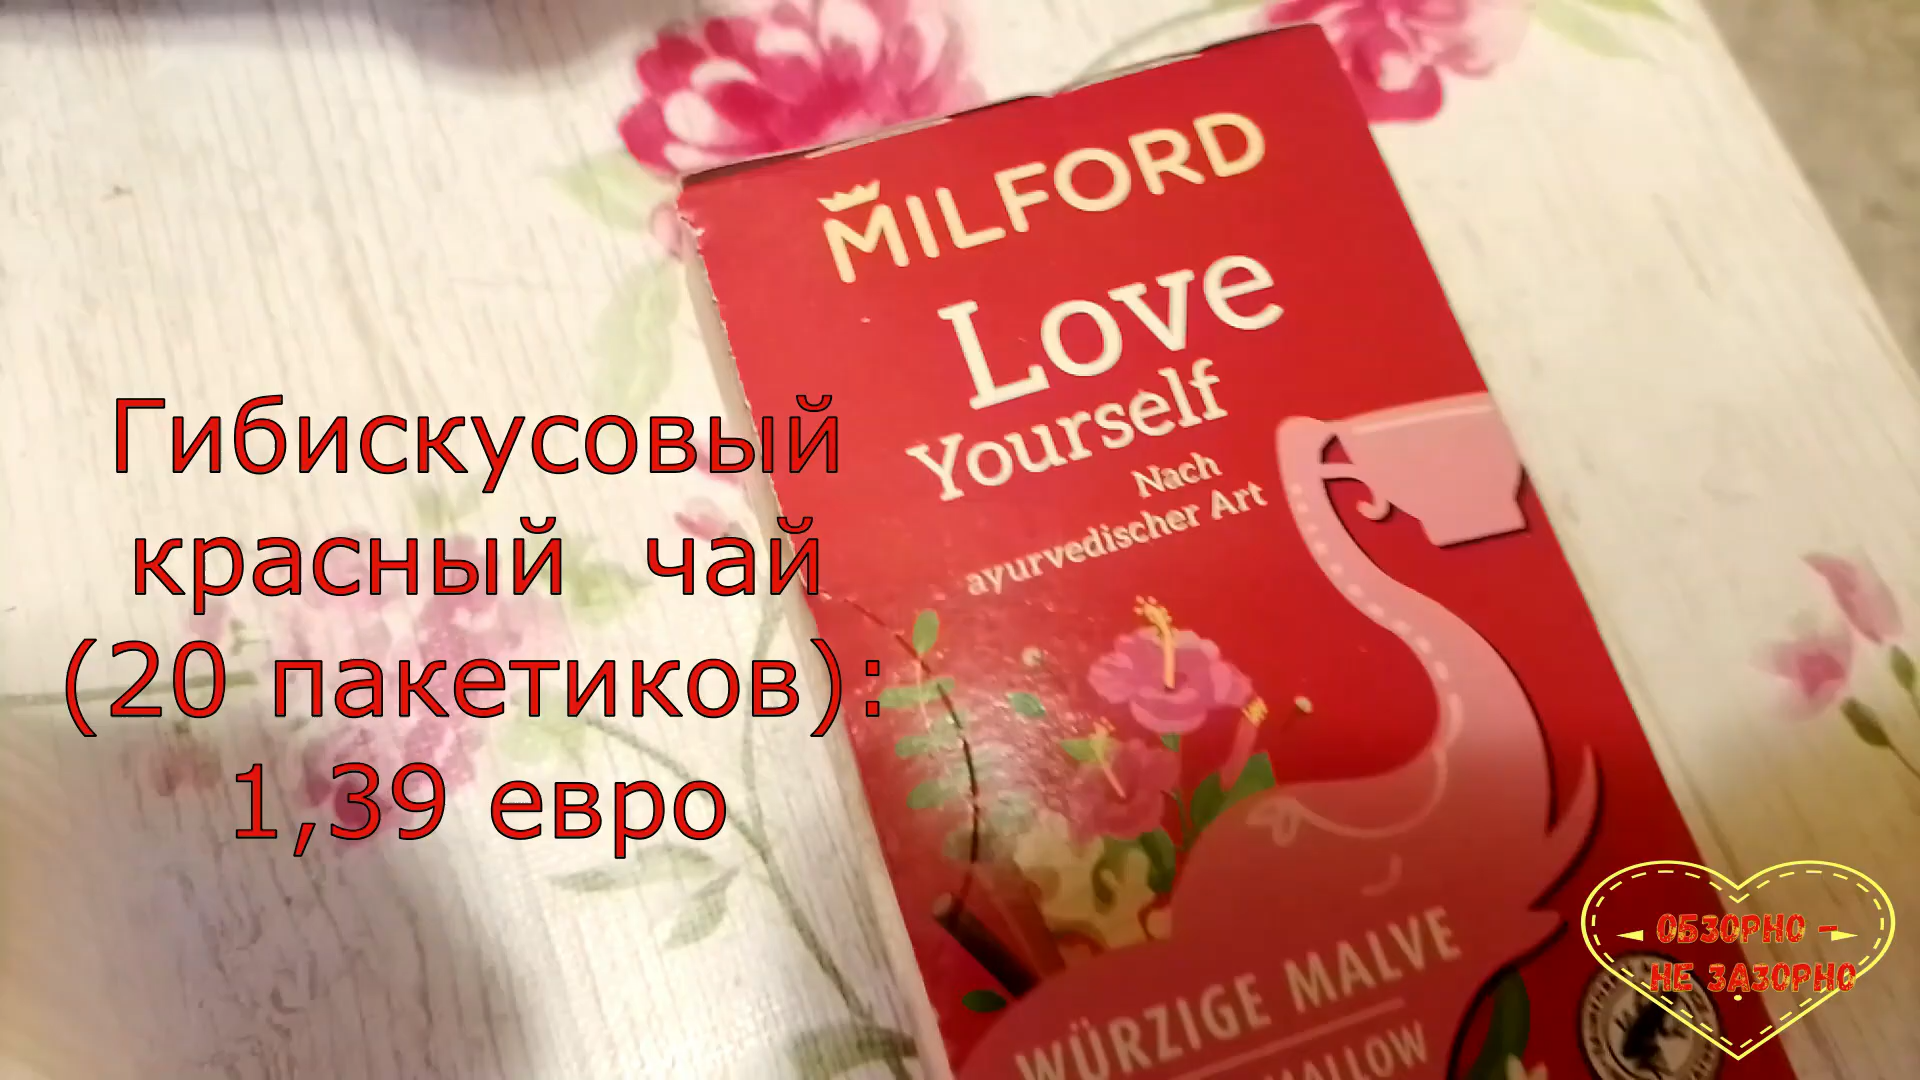 Гибискусовый
красный чай
(20 пакетиков):
1,39 евро
MILFORD
Love
Yourself
Nach
ayurvedischer Art
WÜRZIGE MALVE
MALLOW
ОБЗОРНО –
НЕ ЗАЗОРНО